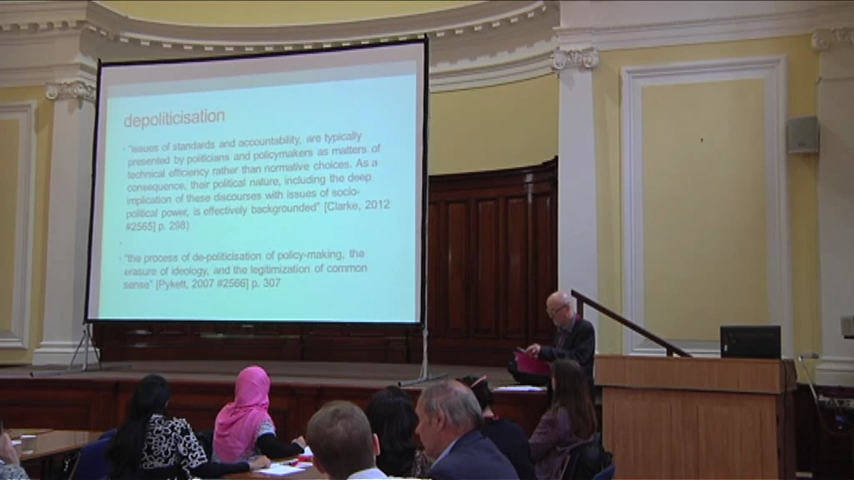 depoliticisation
"Issues of standards and accountability, are typically
presented by politicians and policymakers as matters of
technical efficiency rather than normative choices. As a
consequence, their political nature, including the deep
implication of these discourses with issues of socio-
political power, is effectively backgrounded" [Clarke, 2012
#2565] p. 298)
"the process of de-politicisation of policy-making, the
erasure of ideology, and the legitimization of common
sense" [Pykett, 2007 #2566] p. 307